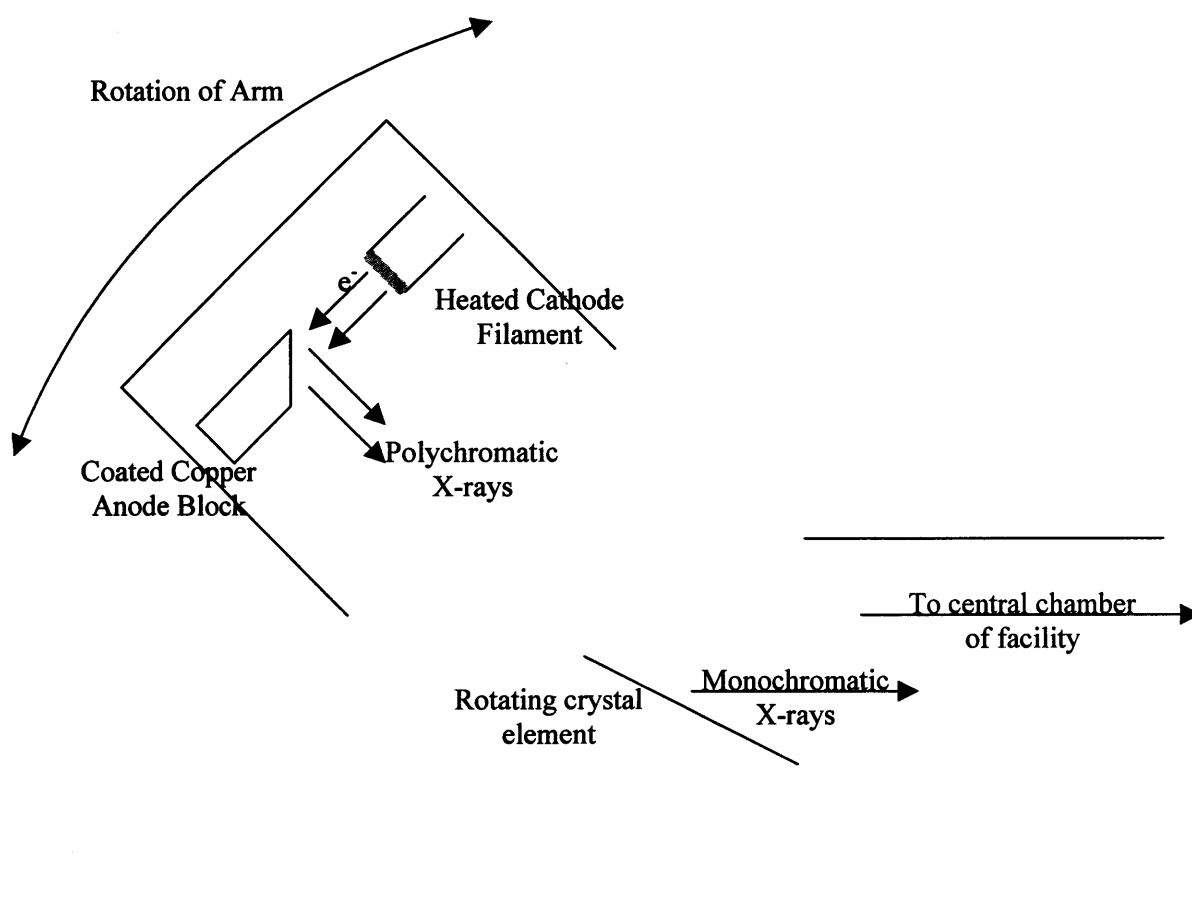 Rotation of Arm
e-
Heated Cathode
Filament
Polychromatic
X-rays
Coated Copper
Anode Block
To central chamber
of facility
Monochromatic
X-rays
Rotating crystal
element